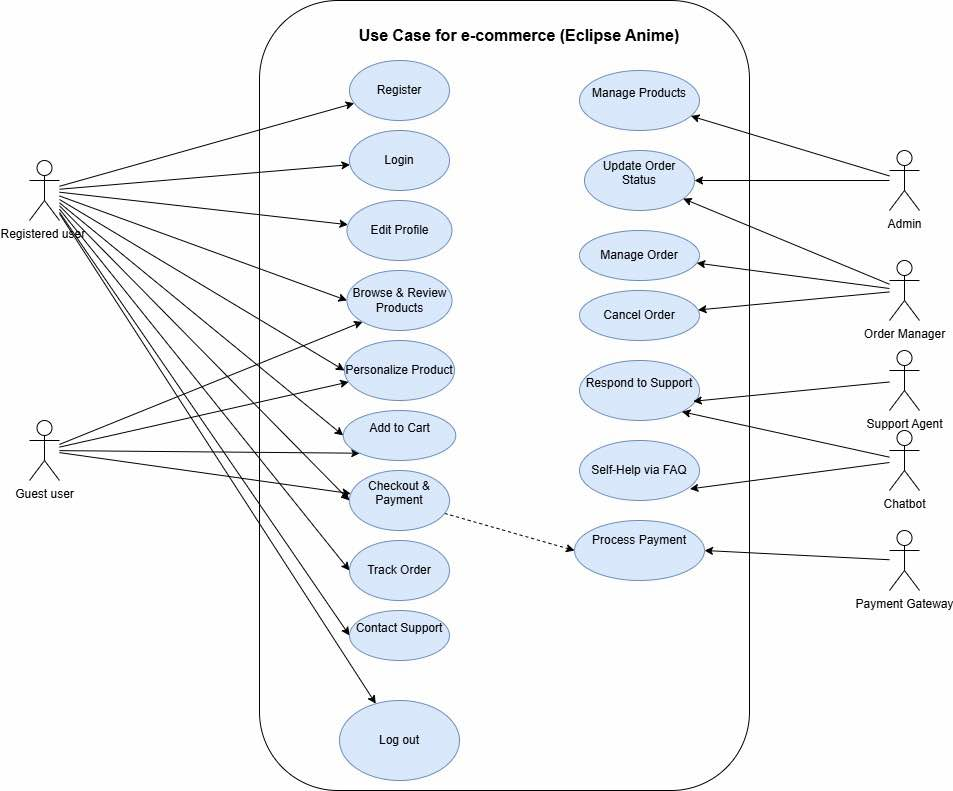 Use Case for e-commerce (Eclipse Anime)
Register
Login
Edit Profile
Browse & Review
Products
Personalize Product
Add to Cart
Checkout &
Payment
Track Order
Contact Support
Log out
Manage Products
Update Order
Status
Manage Order
Cancel Order
Respond to Support
Self-Help via FAQ
Process Payment
Registered user
Guest user
Admin
Order Manager
Support Agent
Chatbot
Payment Gateway